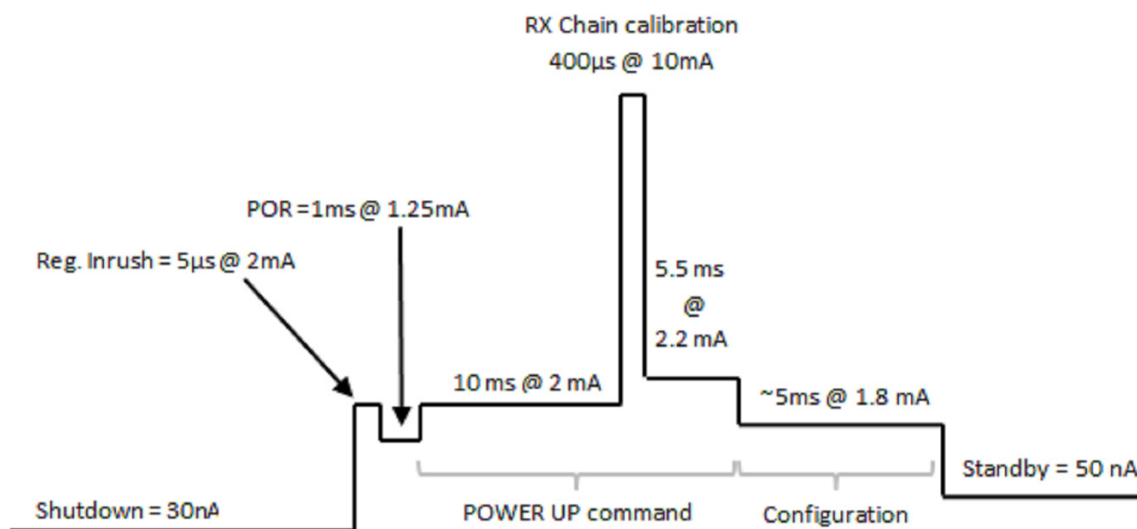 RX Chain calibration
400µs @ 10mA
POR =1ms @ 1.25mA
Reg. Inrush = 5µs @ 2mA
5.5 ms
@
2.2 mA
10 ms @ 2 mA
~5ms @ 1.8 mA
Shutdown = 30nA
POWER UP command
Configuration
Standby = 50 nA